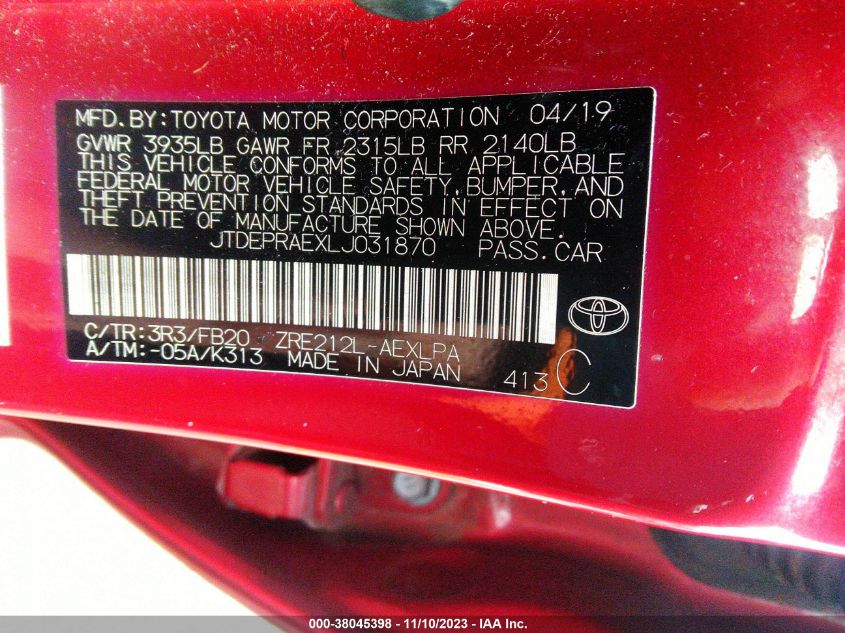 MFD.BY:TOYOTA MOTOR CORPORATION 04/19
GVWR 3935LB GAWR FR 2315LB RR 2140LB
THIS VEHICLE CONFORMS TO ALL APPLICABLE
FEDERAL MOTOR VEHICLE SAFETY, BUMPER, AND
THEFT PREVENTION STANDARDS IN EFFECT ON
THE DATE OF MANUFACTURE SHOWN ABOVE.
JTDEPRAEXLJ031870 PASS.CAR
C/TR:3R3/FB20 ZRE212L-AEXLPA
A/TM:-05A/K313 MADE IN JAPAN
413 C
000-38045398 - 11/10/2023 - IAA Inc.